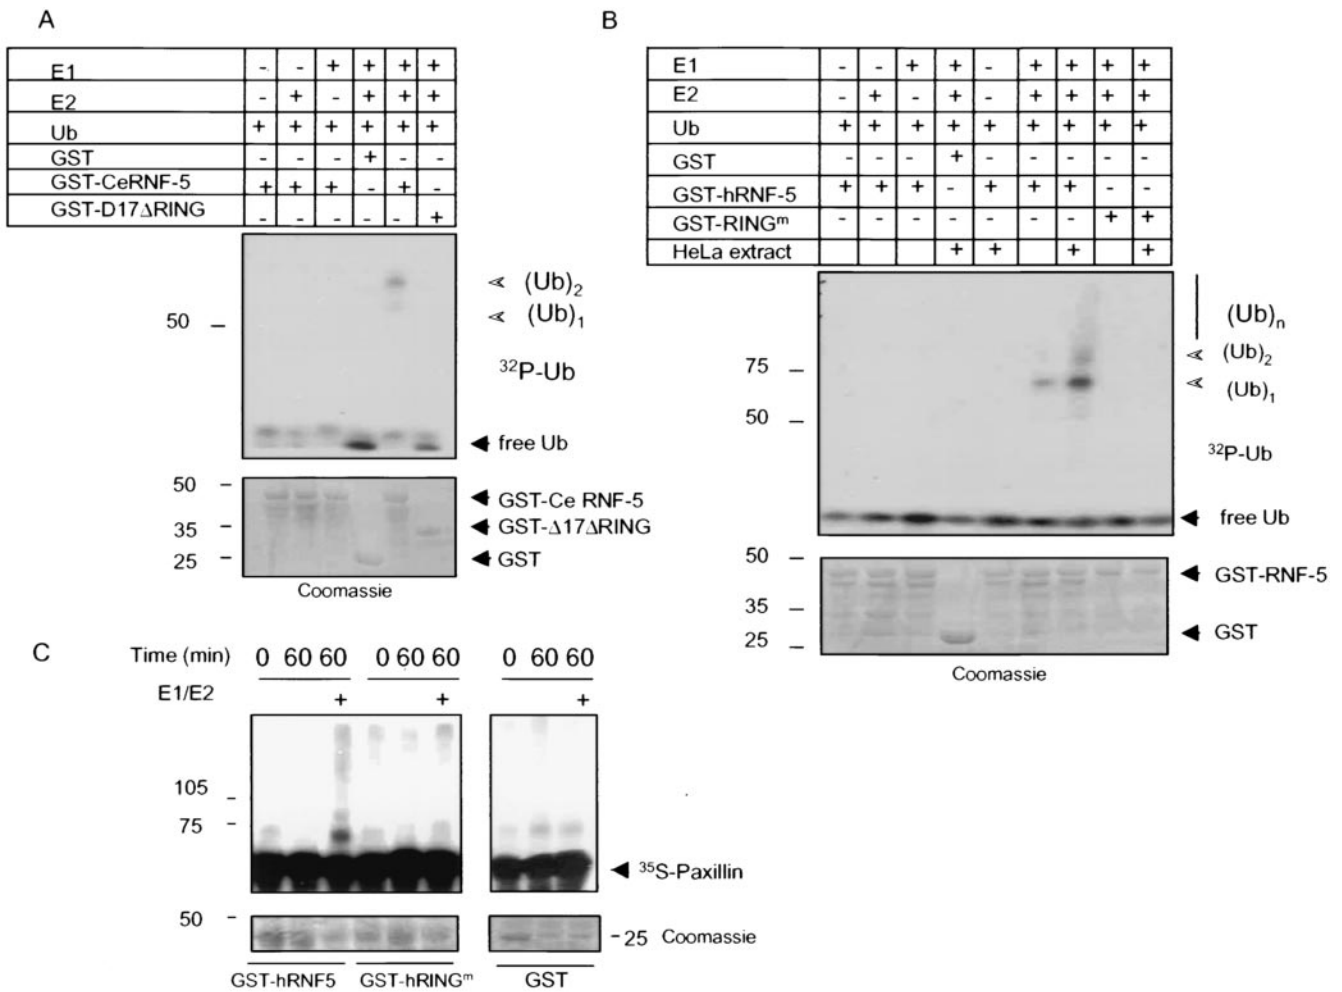 A
E1 - - + + + +
E2 - + - + + +
Ub + + + + + +
GST - - - + - -
GST-CeRNF-5 + + + - + -
GST-D17ΔRING - - - - - +
50
(Ub)2
(Ub)1
32P-Ub
free Ub
50
35
25
GST-Ce RNF-5
GST-Δ17ΔRING
GST
Coomassie
B
E1 - - + + - + + + +
E2 - + - + - + + + +
Ub + + + + + + + + +
GST - - - + - - - - -
GST-hRNF-5 + + + - + + + - -
GST-RINGm - - - - - - - + +
HeLa extract + + + +
75
50
(Ub)n
(Ub)2
(Ub)1
32P-Ub
free Ub
50
35
25
GST-RNF-5
GST
Coomassie
C
Time (min) 0 60 60 0 60 60 0 60 60
E1/E2 + + +
105
75
35S-Paxillin
50
25 Coomassie
GST-hRNF5 GST-hRINGm GST